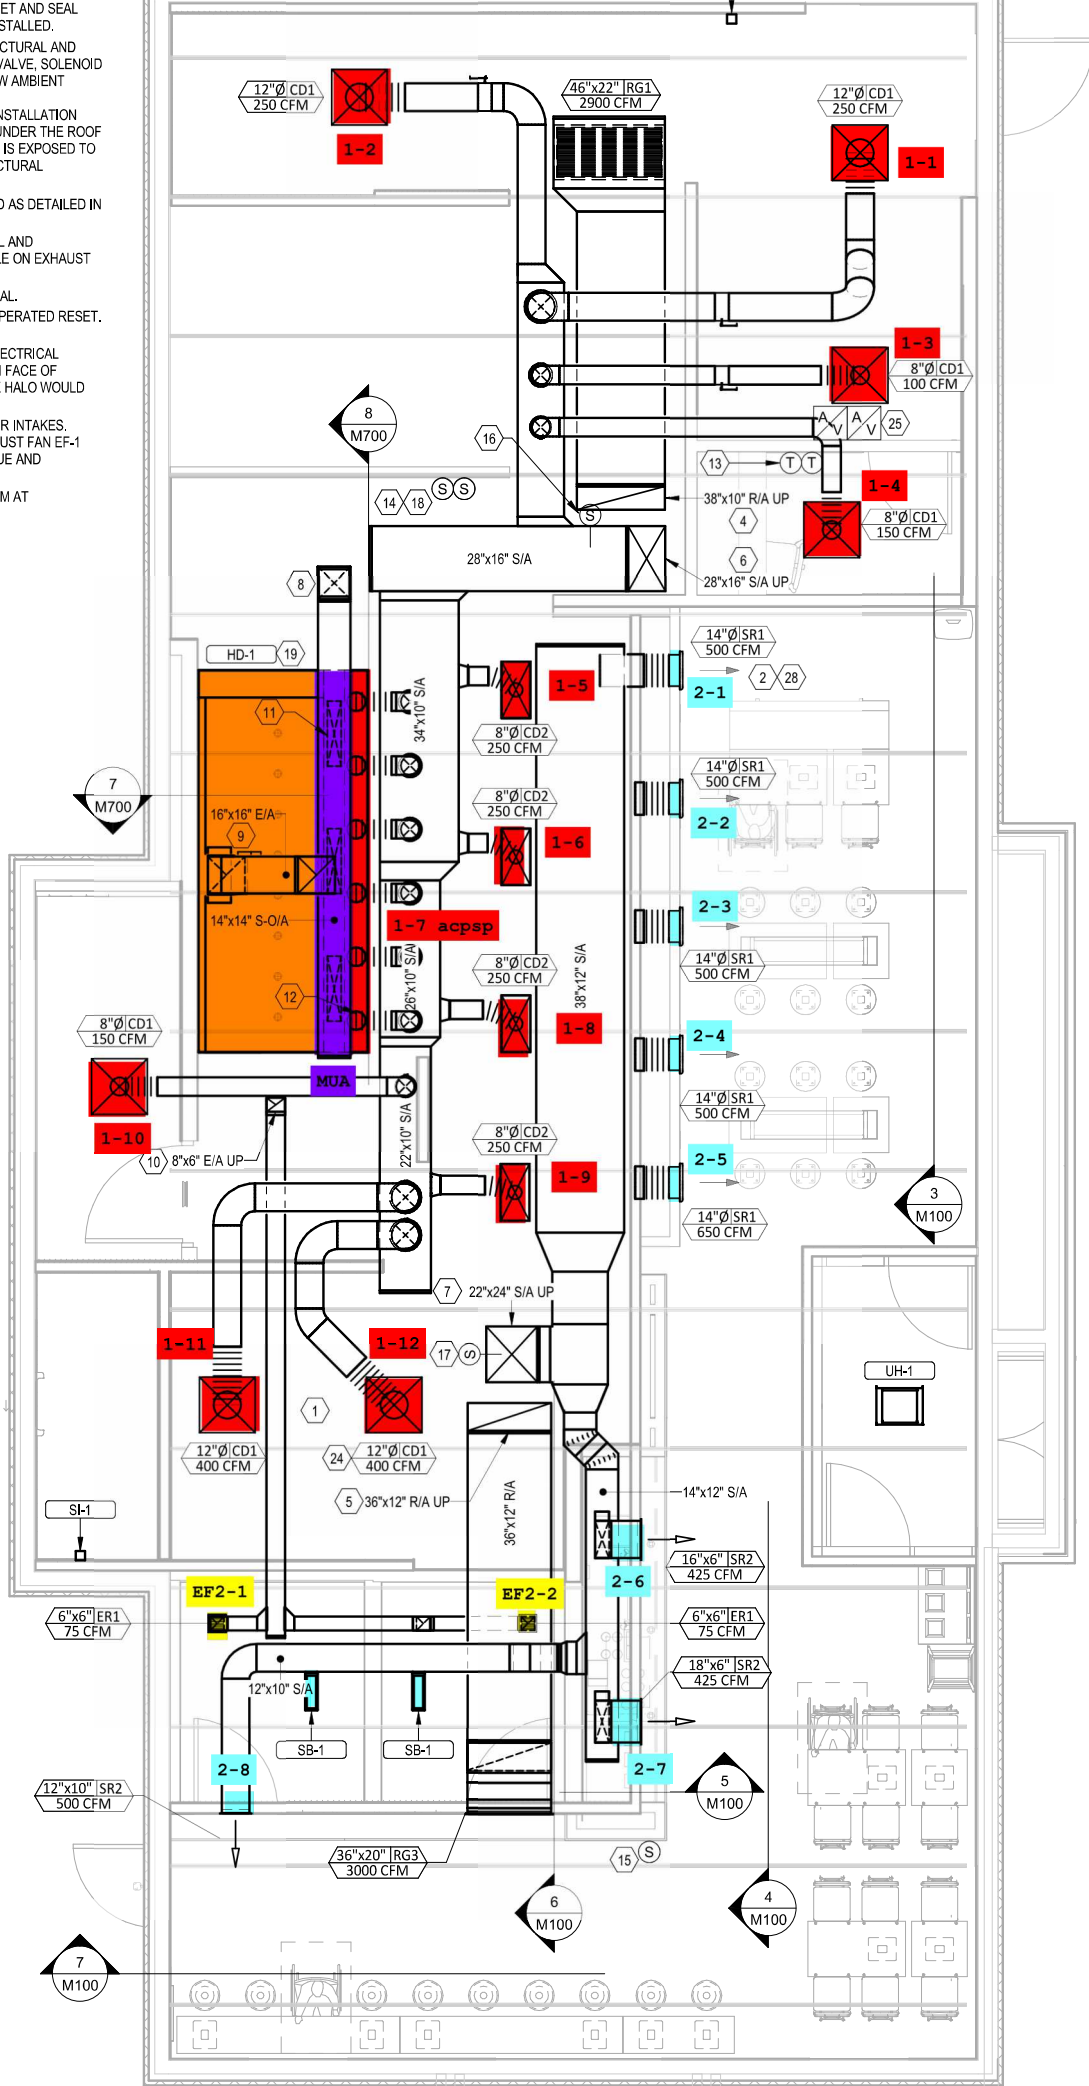 ET AND SEAL
STALLED.
CTURAL AND
VALVE, SOLENOID
W AMBIENT
NSTALLATION
UNDER THE ROOF
IS EXPOSED TO
CTURAL
D AS DETAILED IN
L AND
LE ON EXHAUST
AL.
PERATED RESET.
ECTRICAL
FACE OF
HALO WOULD
R INTAKES.
UST FAN EF-1
UE AND
M AT
12"Ø CD1
250 CFM
1-2
46"x22" RG1
2900 CFM
12"Ø CD1
250 CFM
1-1
1-3
8"Ø CD1
100 CFM
A V A V 25
8
M700
16
13 T T
1-4
14 18 S S
S
38"x10" R/A UP
8"Ø CD1
150 CFM
4
28"x16" S/A
6
28"x16" S/A UP
8
HD-1 19
14"Ø SR1
500 CFM
34"x10" S/A
1-5
2 28
2-1
11
8"Ø CD2
250 CFM
14"Ø SR1
500 CFM
7
M700
16"x16" E/A
8"Ø CD2
250 CFM
2-2
9
1-6
14"x14" S-O/A
1-7 acpsp
2-3
26"x10" S/A
8"Ø CD2
250 CFM
38"x12" S/A
14"Ø SR1
500 CFM
12
8"Ø CD1
150 CFM
1-8
2-4
MUA
14"Ø SR1
500 CFM
1-10
22"x10" S/A
8"Ø CD2
250 CFM
10 8"x6" E/A UP
2-5
1-9
3
M100
14"Ø SR1
650 CFM
7 22"x24" S/A UP
1-11
1-12
17 S
UH-1
1
12"Ø CD1
400 CFM
24
12"Ø CD1
400 CFM
5 36"x12" R/A UP
36"x12" R/A
14"x12" S/A
SI-1
16"x6" SR2
425 CFM
EF2-1
EF2-2
2-6
6"x6" ER1
75 CFM
6"x6" ER1
75 CFM
18"x6" SR2
425 CFM
12"x10" S/A
SB-1
SB-1
2-8
2-7
12"x10" SR2
500 CFM
5
M100
36"x20" RG3
3000 CFM
15 S
6
M100
4
M100
7
M100